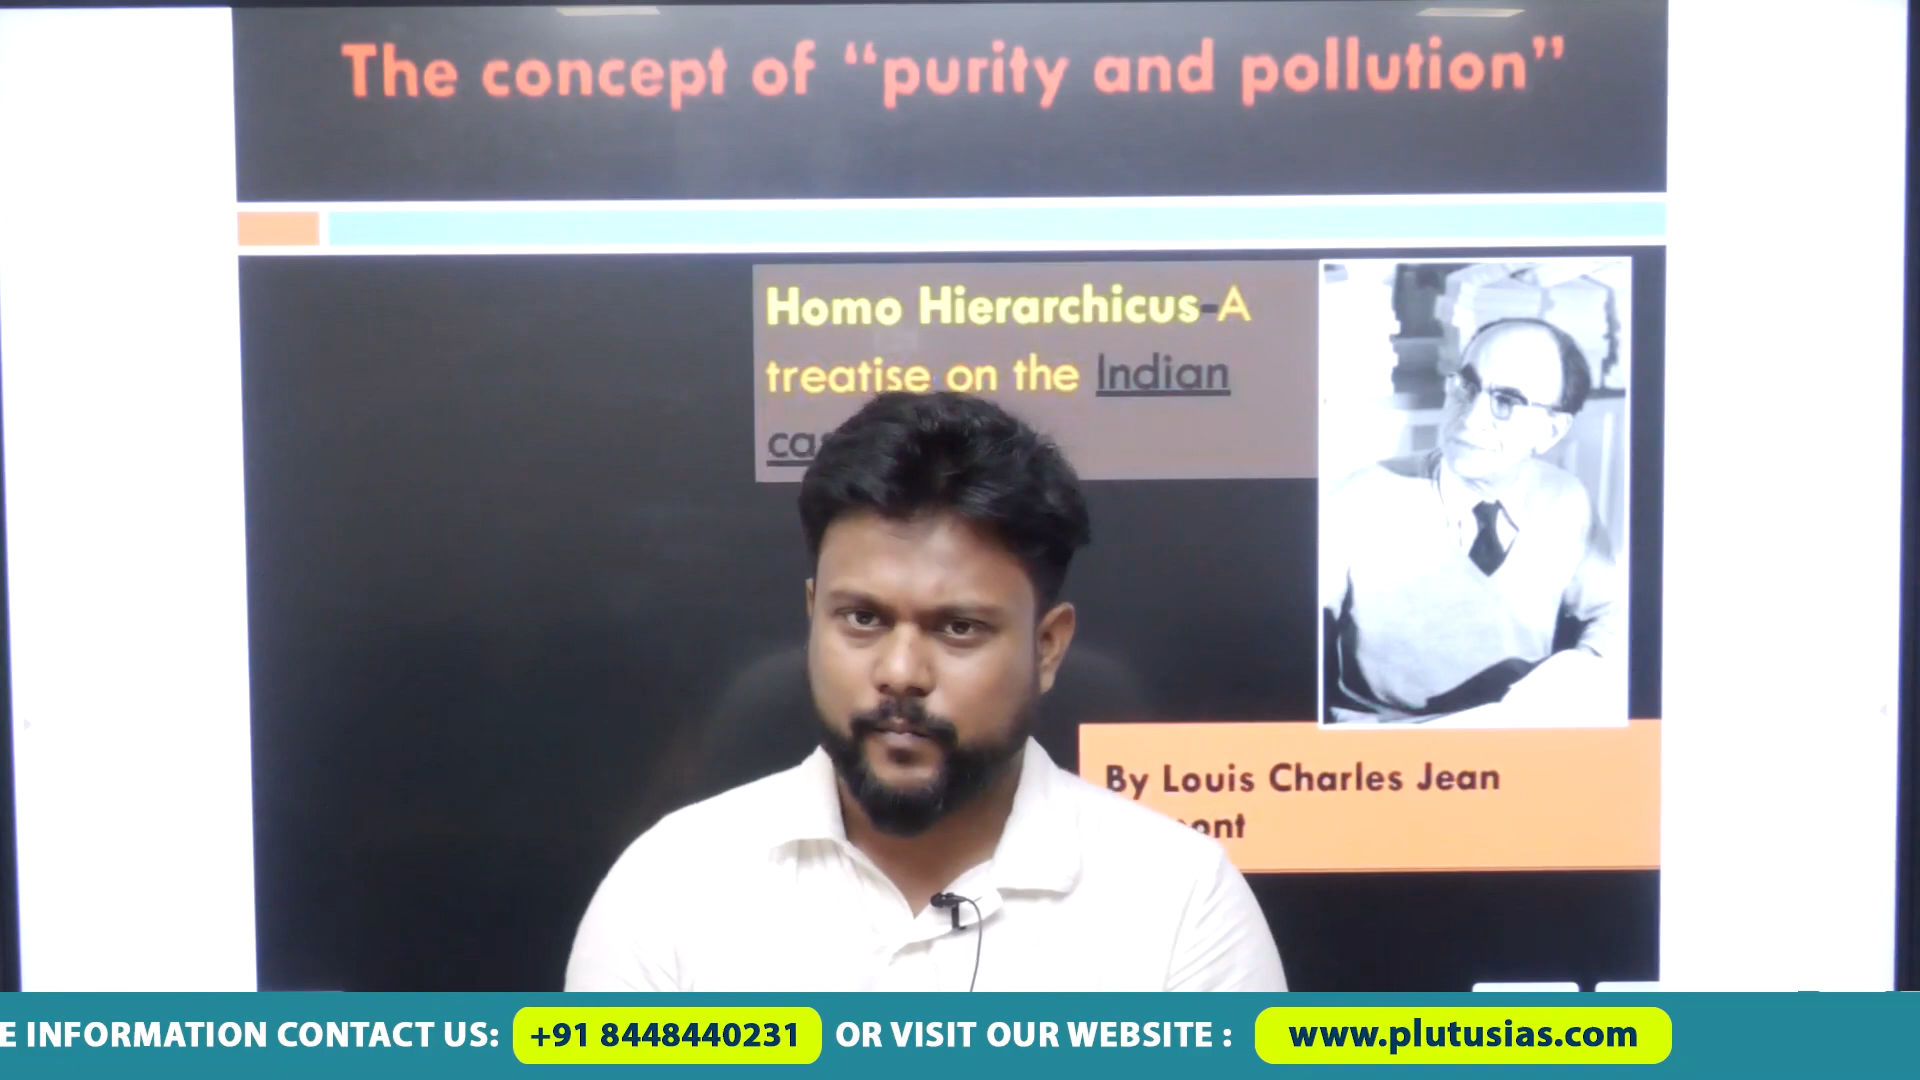 The concept of “purity and pollution”
Homo Hierarchicus-A
treatise on the Indian
By Louis Charles Jean
INFORMATION CONTACT US: +91 8448440231 OR VISIT OUR WEBSITE : www.plutusias.com